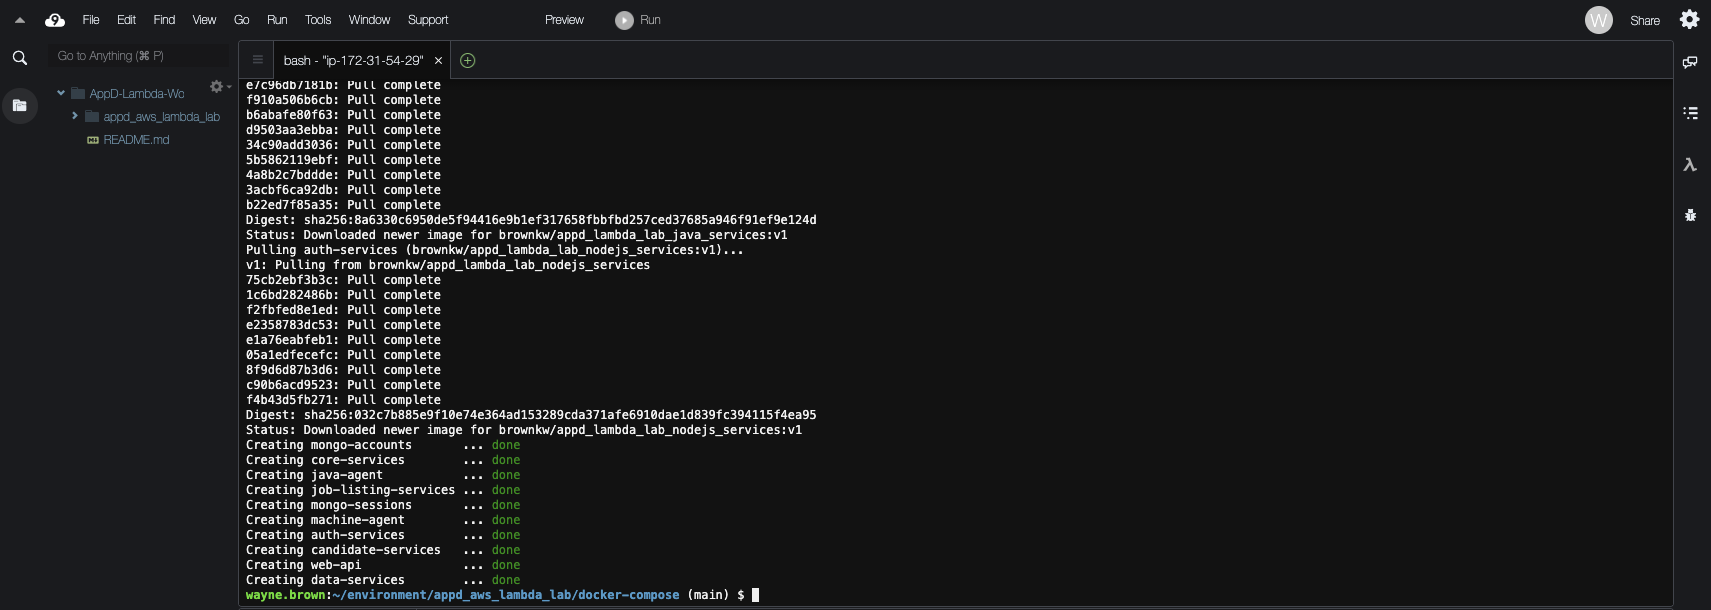 9 File Edit Find View Go Run Tools Window Support Preview Run W Share
Go to Anything (⌘ P)
bash - "ip-172-31-54-29" ×
AppD-Lambda-Wo
appd_aws_lambda_lab
README.md
e7c96db7181b: Pull complete
f910a506b6cb: Pull complete
b6abafe80f63: Pull complete
d9503aa3ebba: Pull complete
34c90add3036: Pull complete
5b5862119ebf: Pull complete
4a8b2c7bddde: Pull complete
3acbf6ca92db: Pull complete
b22ed7f85a35: Pull complete
Digest: sha256:8a6330c6950de5f94416e9b1ef317658fbbfbd257ced37685a946f91ef9e124d
Status: Downloaded newer image for brownkw/appd_lambda_lab_java_services:v1
Pulling auth-services (brownkw/appd_lambda_lab_nodejs_services:v1)...
v1: Pulling from brownkw/appd_lambda_lab_nodejs_services
75cb2ebf3b3c: Pull complete
1c6bd282486b: Pull complete
f2fbfed8e1ed: Pull complete
e2358783dc53: Pull complete
e1a76eabfeb1: Pull complete
05a1edfecefc: Pull complete
8f9d6d87b3d6: Pull complete
c90b6acd9523: Pull complete
f4b43d5fb271: Pull complete
Digest: sha256:032c7b885e9f10e74e364ad153289cda371afe6910dae1d839fc394115f4ea95
Status: Downloaded newer image for brownkw/appd_lambda_lab_nodejs_services:v1
Creating mongo-accounts ... done
Creating core-services ... done
Creating java-agent ... done
Creating job-listing-services ... done
Creating mongo-sessions ... done
Creating machine-agent ... done
Creating auth-services ... done
Creating candidate-services ... done
Creating web-api ... done
Creating data-services ... done
wayne.brown:~/environment/appd_aws_lambda_lab/docker-compose (main) $